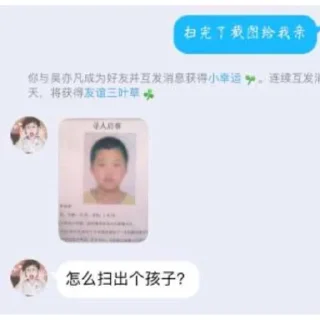 扫完了截图给我亲
你与吴亦凡成为好友并互发消息获得小幸运。连续互发消
天，将获得友谊三叶草
寻人启事
怎么扫出个孩子?